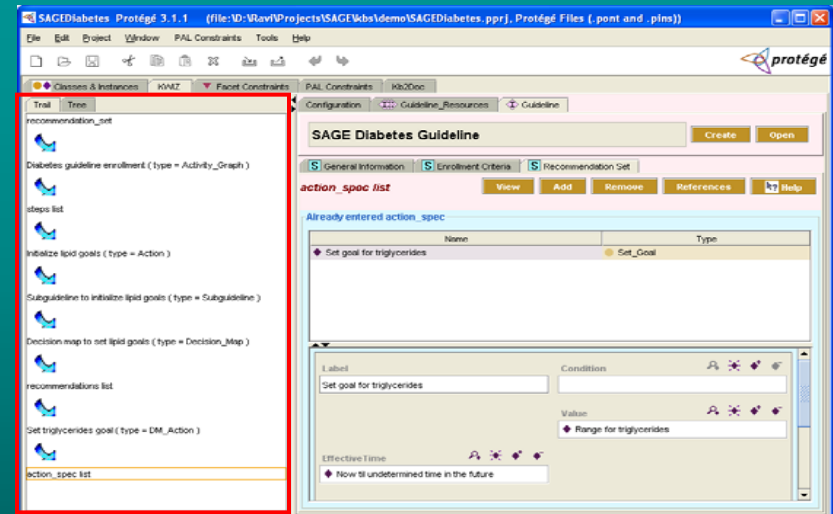 SAGEDiabetes Protégé 3.1.1 (file:\D:\Ravi\Projects\SAGE\kbs\demo\SAGEDiabetes.pprj, Protégé Files (.pont and .pins))
File Edit Project Window PAL Constraints Tools Help
protégé
Classes & Instances KWIZ Facet Constraints PAL Constraints Kb2Doc
Trail Tree
recommendation_set
Diabetes guideline enrollment ( type = Activity_Graph )
steps list
Initialize lipid goals ( type = Action )
Subguideline to initialize lipid goals ( type = Subguideline )
Decision map to set lipid goals ( type = Decision_Map )
recommendations list
Set triglycerides goal ( type = DM_Action )
action_spec list
Configuration Guideline_Resources Guideline
SAGE Diabetes Guideline Create Open
S General Information S Enrollment Criteria S Recommendation Set
action_spec list View Add Remove References Help
Already entered action_spec
Name Type
Set goal for triglycerides Set_Goal
Label Condition
Set goal for triglycerides
Value
Range for triglycerides
EffectiveTime
Now til undetermined time in the future